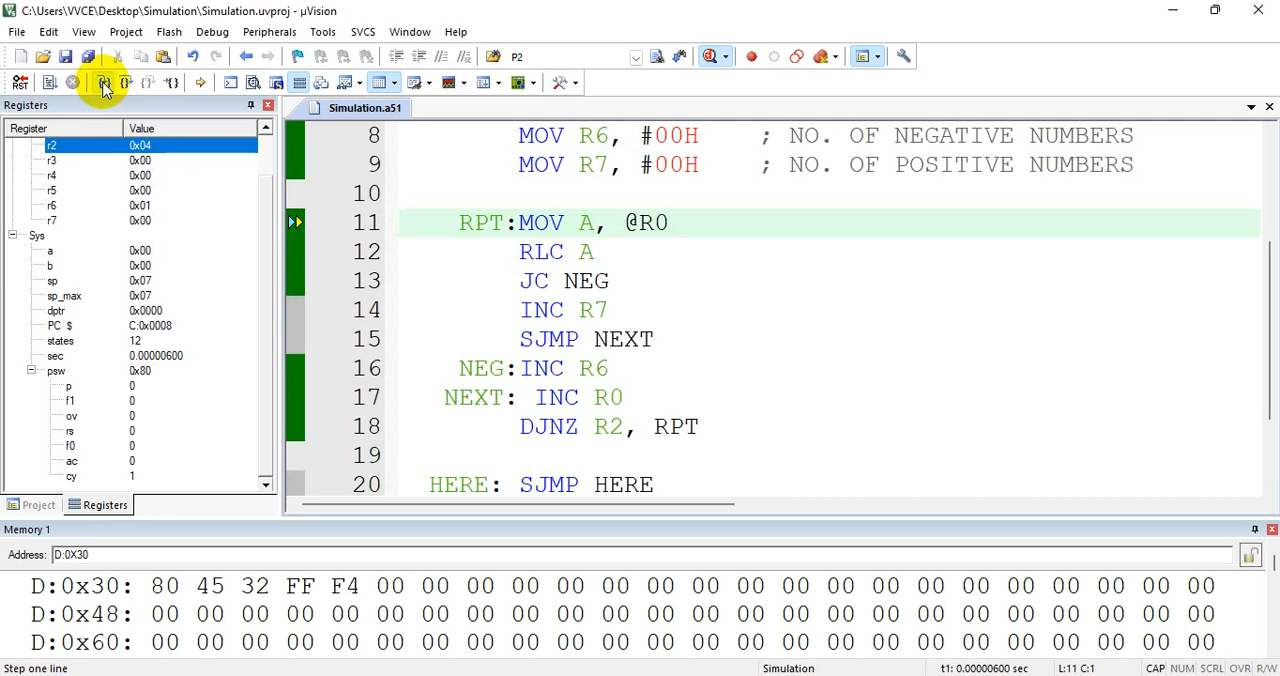 C:\Users\VVCE\Desktop\Simulation\Simulation.uvproj - µVision
File Edit View Project Flash Debug Peripherals Tools SVCS Window Help
P2
RST
Registers
Simulation.a51
Register Value
r2 0x04
r3 0x00
r4 0x00
r5 0x00
r6 0x01
r7 0x00
Sys
a 0x00
b 0x00
sp 0x07
sp_max 0x07
dptr 0x0000
PC $ C:0x0008
states 12
sec 0.00000600
psw 0x80
p 0
f1 0
ov 0
rs 0
f0 0
ac 0
cy 1
Project Registers
8 MOV R6, #00H ; NO. OF NEGATIVE NUMBERS
9 MOV R7, #00H ; NO. OF POSITIVE NUMBERS
10
11 RPT:MOV A, @R0
12 RLC A
13 JC NEG
14 INC R7
15 SJMP NEXT
16 NEG:INC R6
17 NEXT: INC R0
18 DJNZ R2, RPT
19
20 HERE: SJMP HERE
Memory 1
Address: D:0X30
D:0x30: 80 45 32 FF F4 00 00 00 00 00 00 00 00 00 00 00 00 00 00 00 00 00 00 00
D:0x48: 00 00 00 00 00 00 00 00 00 00 00 00 00 00 00 00 00 00 00 00 00 00 00 00
D:0x60: 00 00 00 00 00 00 00 00 00 00 00 00 00 00 00 00 00 00 00 00 00 00 00 00
Step one line Simulation t1: 0.00000600 sec L:11 C:1 CAP NUM SCRL OVR R/W